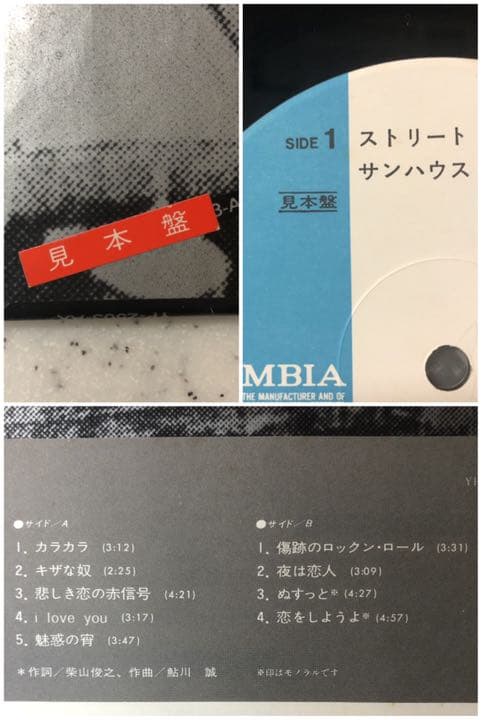 見本盤
3-A
SIDE 1
ストリート
サンハウス
見本盤
MBIA
THE MANUFACTURER AND OF
●サイド/A
1. カラカラ (3:12)
2. キザな奴 (2:25)
3. 悲しき恋の赤信号 (4:21)
4. i love you (3:17)
5. 魅惑の宵 (3:47)
*作詞/柴山俊之、作曲/鮎川 誠
●サイド/B
1. 傷跡のロックン・ロール (3:31)
2. 夜は恋人 (3:09)
3. ぬすっと※ (4:27)
4. 恋をしようよ※ (4:57)
※印はモノラルです